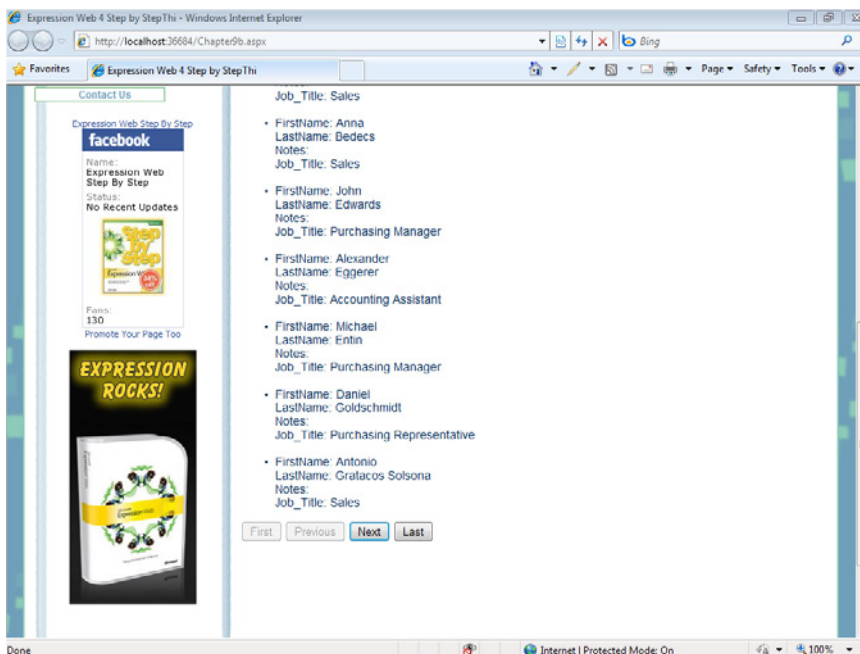 Expression Web 4 Step by StepThi - Windows Internet Explorer
http://localhost:36684/Chapter9b.aspx
Bing
Favorites
Expression Web 4 Step by StepThi
Page
Safety
Tools
Contact Us
Expression Web Step By Step
facebook
Name:
Expression Web
Step By Step
Status:
No Recent Updates
Step
by
Step
Fans:
130
Promote Your Page Too
EXPRESSION
ROCKS!
Expression Web
Job_Title: Sales
• FirstName: Anna
LastName: Bedecs
Notes:
Job_Title: Sales
• FirstName: John
LastName: Edwards
Notes:
Job_Title: Purchasing Manager
• FirstName: Alexander
LastName: Eggerer
Notes:
Job_Title: Accounting Assistant
• FirstName: Michael
LastName: Entin
Notes:
Job_Title: Purchasing Manager
• FirstName: Daniel
LastName: Goldschmidt
Notes:
Job_Title: Purchasing Representative
• FirstName: Antonio
LastName: Gratacos Solsona
Notes:
Job_Title: Sales
First
Previous
Next
Last
Done
Internet | Protected Mode: On
100%